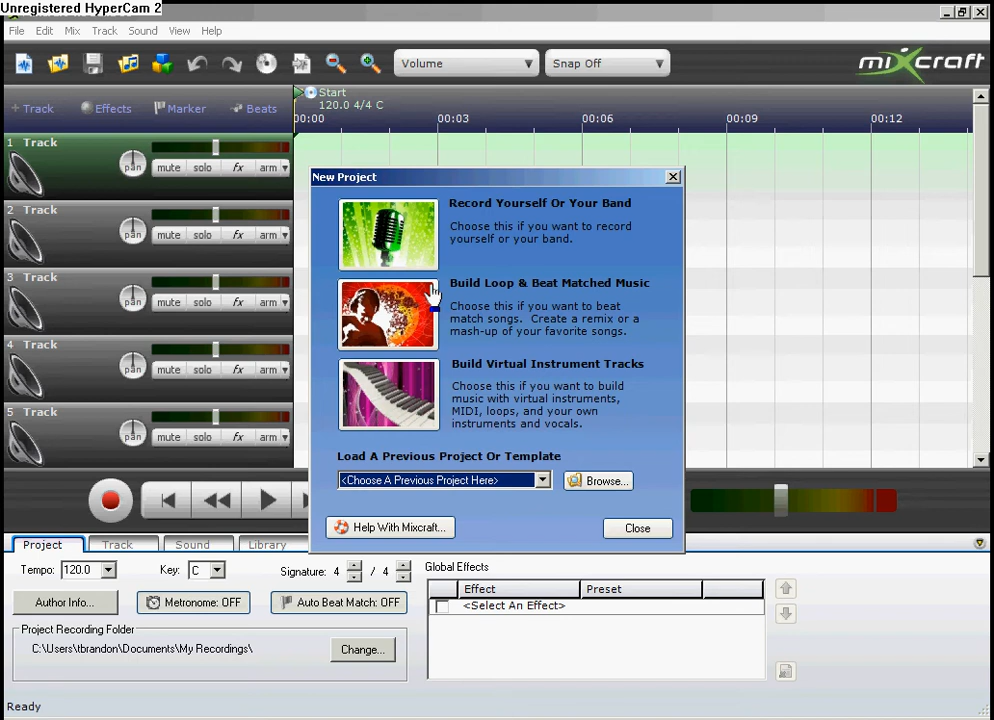 Unregistered HyperCam 2
File Edit Mix Track Sound View Help
Volume Snap Off mixcraft
+ Track Effects Marker Beats
Start
120.0 4/4 C
00:00 00:03 00:06 00:09 00:12
1 Track
pan mute solo fx arm
2 Track
pan mute solo fx arm
3 Track
pan mute solo fx arm
4 Track
pan mute solo fx arm
5 Track
pan mute solo fx arm
New Project
Record Yourself Or Your Band
Choose this if you want to record
yourself or your band.
Build Loop & Beat Matched Music
Choose this if you want to beat
match songs. Create a remix or a
mash-up of your favorite songs.
Build Virtual Instrument Tracks
Choose this if you want to build
music with virtual instruments,
MIDI, loops, and your own
instruments and vocals.
Load A Previous Project Or Template
<Choose A Previous Project Here> Browse...
Help With Mixcraft... Close
Project Track Sound Library
Tempo: 120.0 Key: C Signature: 4 / 4
Author Info... Metronome: OFF Auto Beat Match: OFF
Project Recording Folder
C:\Users\tbrandon\Documents\My Recordings\ Change...
Global Effects
Effect Preset
<Select An Effect>
Ready